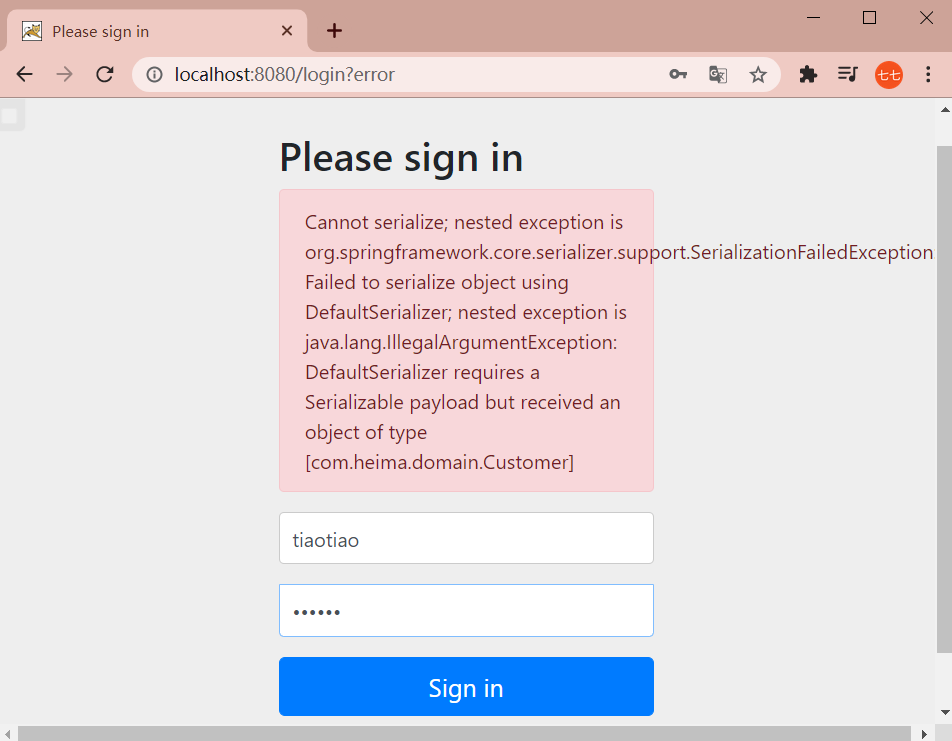 Please sign in
localhost:8080/login?error
七七
Please sign in
Cannot serialize; nested exception is
org.springframework.core.serializer.support.SerializationFailedException
Failed to serialize object using
DefaultSerializer; nested exception is
java.lang.IllegalArgumentException:
DefaultSerializer requires a
Serializable payload but received an
object of type
[com.heima.domain.Customer]
tiaotiao
••••••
Sign in